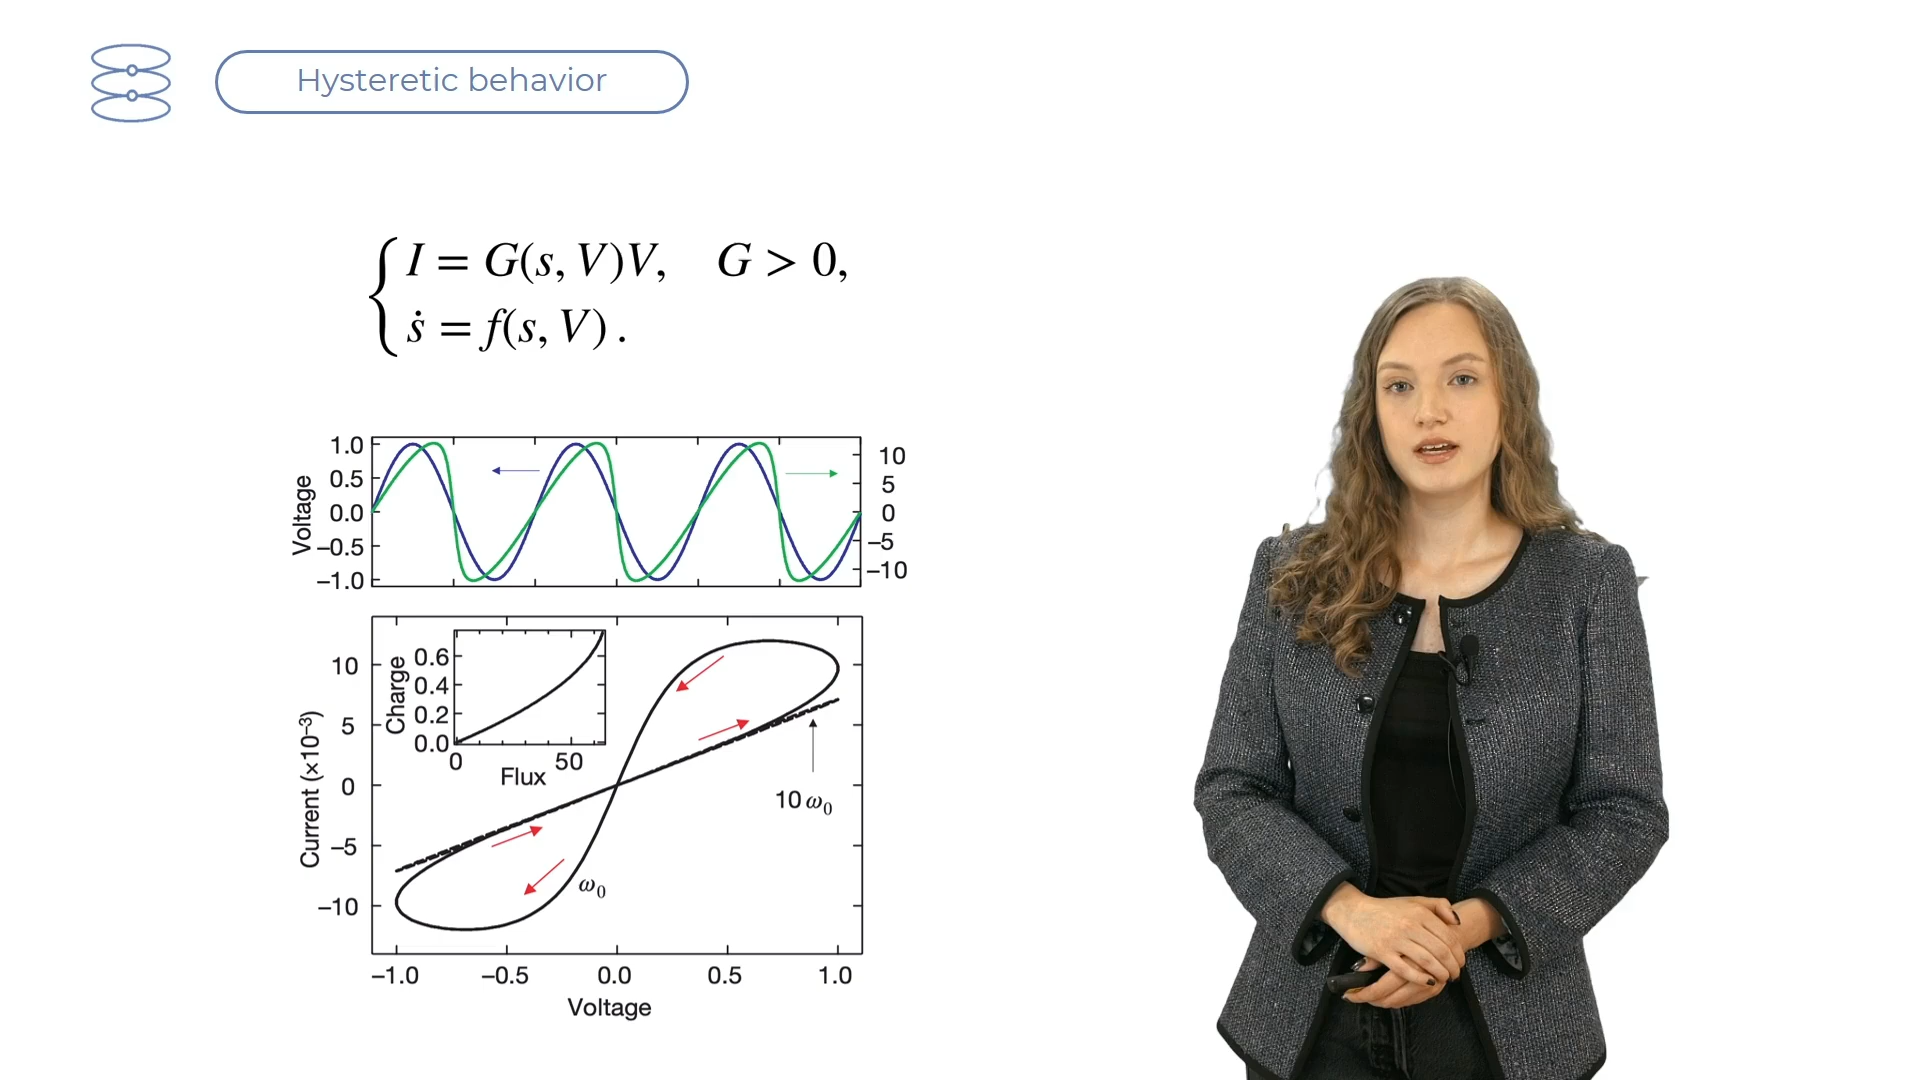 Hysteretic behavior
I = G(s, V)V, G > 0,
ṡ = f(s, V) .
Voltage
1.0
0.5
0.0
−0.5
−1.0
10
5
0
−5
−10
Current (×10⁻³)
10
5
0
−5
−10
Charge
0.6
0.4
0.2
0.0
0 50
Flux
10 ω₀
ω₀
−1.0 −0.5 0.0 0.5 1.0
Voltage